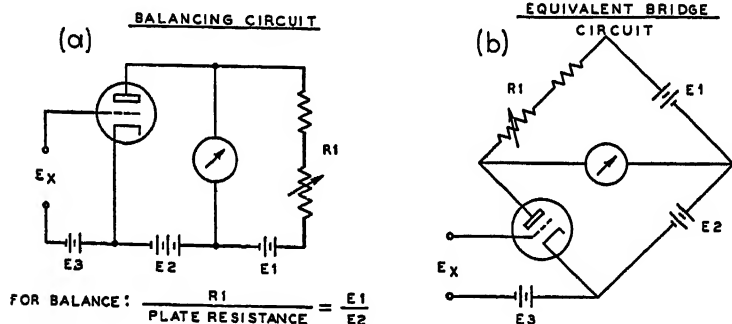 BALANCING CIRCUIT
(a)
R1
EX
E3
E2
E1
FOR BALANCE: R1 / PLATE RESISTANCE = E1 / E2
EQUIVALENT BRIDGE
CIRCUIT
(b)
R1
E1
E2
EX
E3